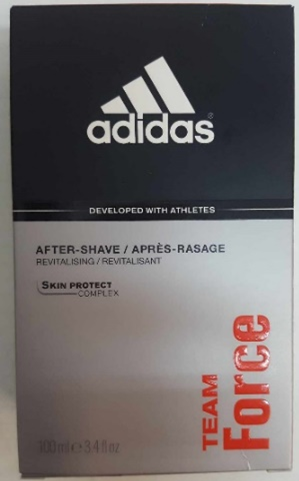 adidas®
DEVELOPED WITH ATHLETES
AFTER-SHAVE / APRÈS-RASAGE
REVITALISING / REVITALISANT
SKIN PROTECT
COMPLEX
TEAM
Force
100ml ℮ 3.4 fl oz